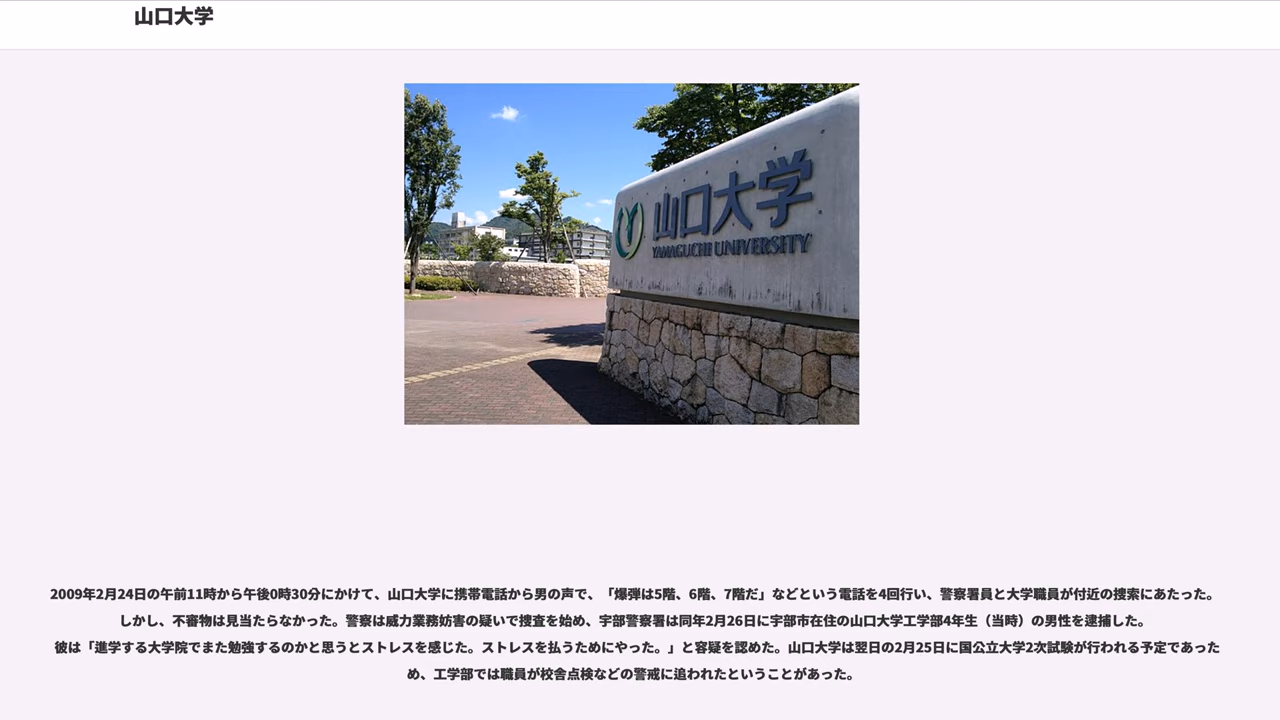 山口大学
山口大学
YAMAGUCHI UNIVERSITY
2009年2月24日の午前11時から午後0時30分にかけて、山口大学に携帯電話から男の声で、「爆弾は5階、6階、7階だ」などという電話を4回行い、警察署員と大学職員が付近の捜索にあたった。
しかし、不審物は見当たらなかった。警察は威力業務妨害の疑いで捜査を始め、宇部警察署は同年2月26日に宇部市在住の山口大学工学部4年生（当時）の男性を逮捕した。
彼は「進学する大学院でまた勉強するのかと思うとストレスを感じた。ストレスを払うためにやった。」と容疑を認めた。山口大学は翌日の2月25日に国公立大学2次試験が行われる予定であった
め、工学部では職員が校舎点検などの警戒に追われたということがあった。